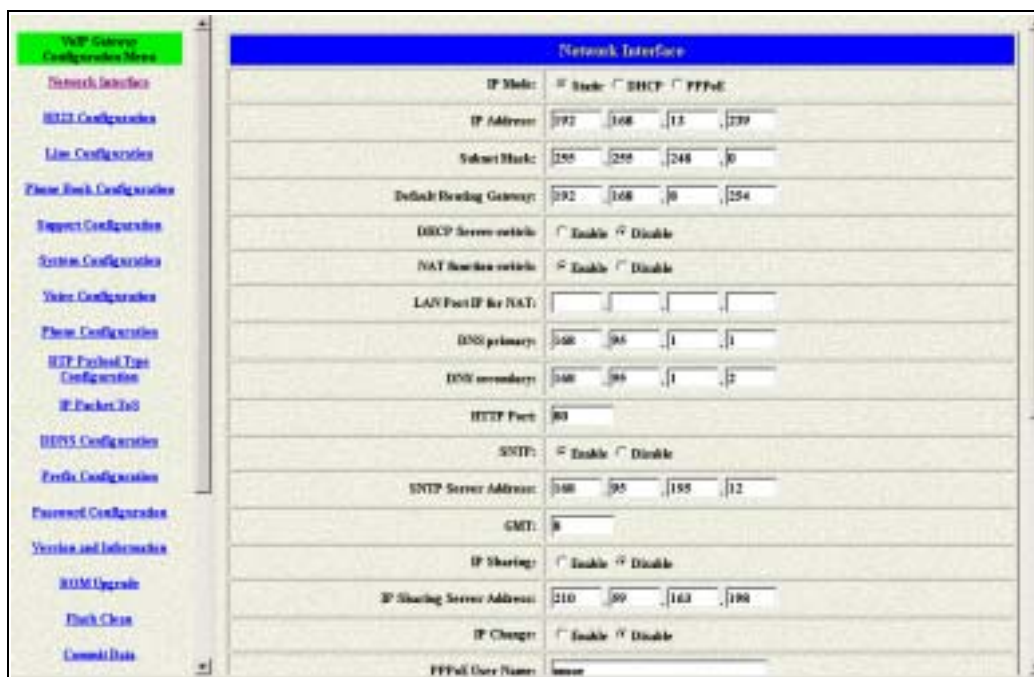 VoIP Gateway
Configuration Menu
Network Interface
H323 Configuration
Line Configuration
Phone Book Configuration
Support Configuration
System Configuration
Voice Configuration
Phone Configuration
RTP Payload Type
Configuration
IP Packet ToS
DDNS Configuration
Prefix Configuration
Password Configuration
Version and Information
ROM Upgrade
Flash Clean
Commit Data
Network Interface
IP Mode: Static DHCP PPPoE
IP Address: 192 .168 .13 .239
Subnet Mask: 255 .255 .248 .0
Default Routing Gateway: 192 .168 .0 .254
DHCP Server switch: Enable Disable
NAT function switch: Enable Disable
LAN Port IP for NAT: . . .
DNS primary: 168 .95 .1 .1
DNS secondary: 168 .95 .1 .2
HTTP Port: 80
SNTP: Enable Disable
SNTP Server Address: 168 .95 .195 .12
GMT: 8
IP Sharing: Enable Disable
IP Sharing Server Address: 210 .59 .163 .198
IP Change: Enable Disable
PPPoE User Name: